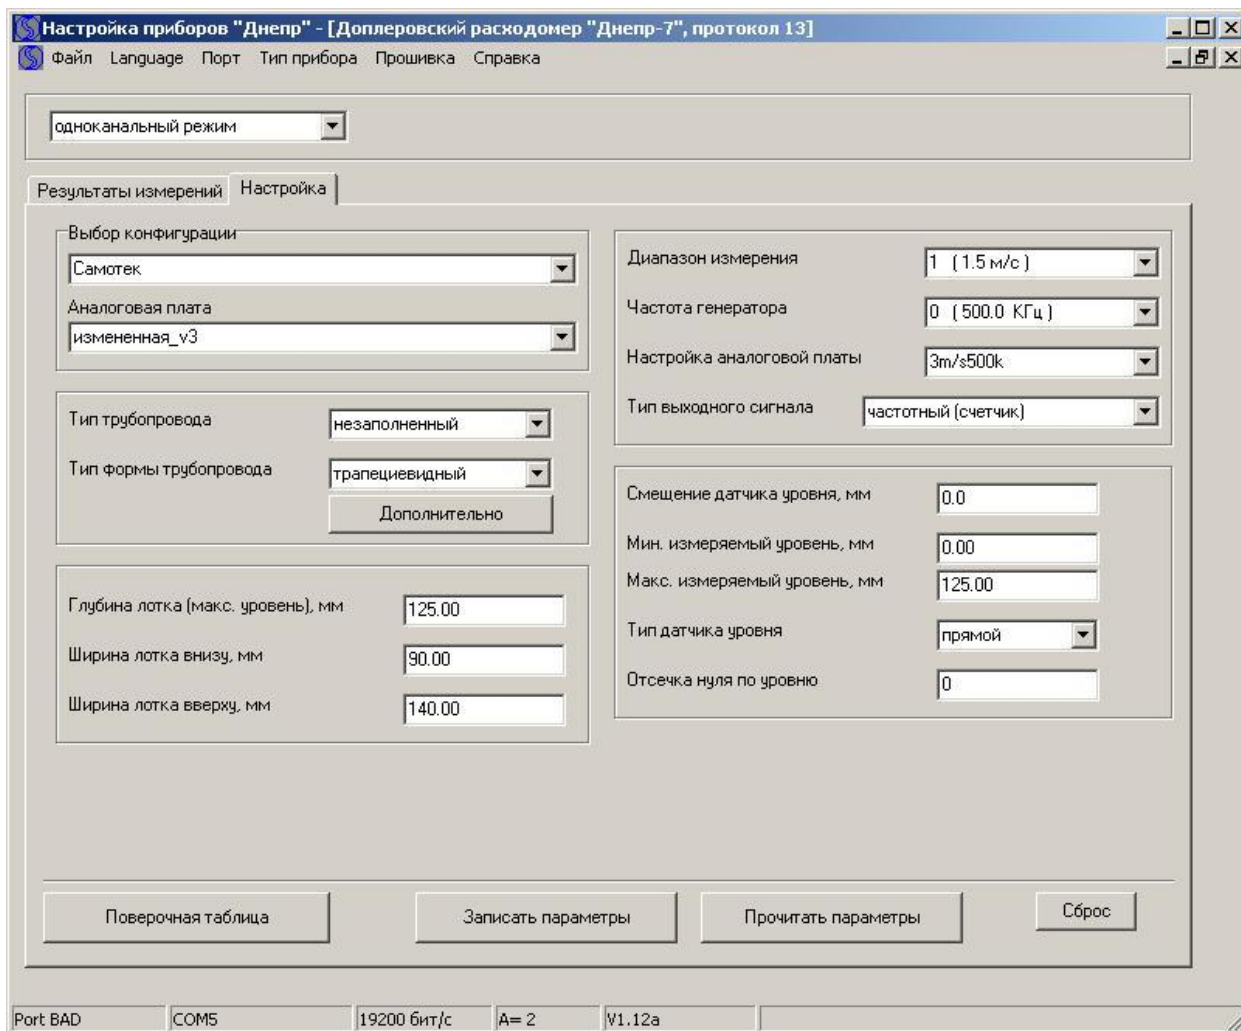 Настройка приборов "Днепр" - [Доплеровский расходомер "Днепр-7", протокол 13]
Файл Language Порт Тип прибора Прошивка Справка
одноканальный режим
Результаты измерений Настройка
Выбор конфигурации
Самотек
Аналоговая плата
измененная_v3
Тип трубопровода незаполненный
Тип формы трубопровода трапециевидный
Дополнительно
Глубина лотка (макс. уровень), мм 125.00
Ширина лотка внизу, мм 90.00
Ширина лотка вверху, мм 140.00
Диапазон измерения 1 ( 1.5 м/с )
Частота генератора 0 ( 500.0 КГц )
Настройка аналоговой платы 3m/s500k
Тип выходного сигнала частотный (счетчик)
Смещение датчика уровня, мм 0.0
Мин. измеряемый уровень, мм 0.00
Макс. измеряемый уровень, мм 125.00
Тип датчика уровня прямой
Отсечка нуля по уровню 0
Поверочная таблица Записать параметры Прочитать параметры Сброс
Port BAD COM5 19200 бит/с A= 2 V1.12a